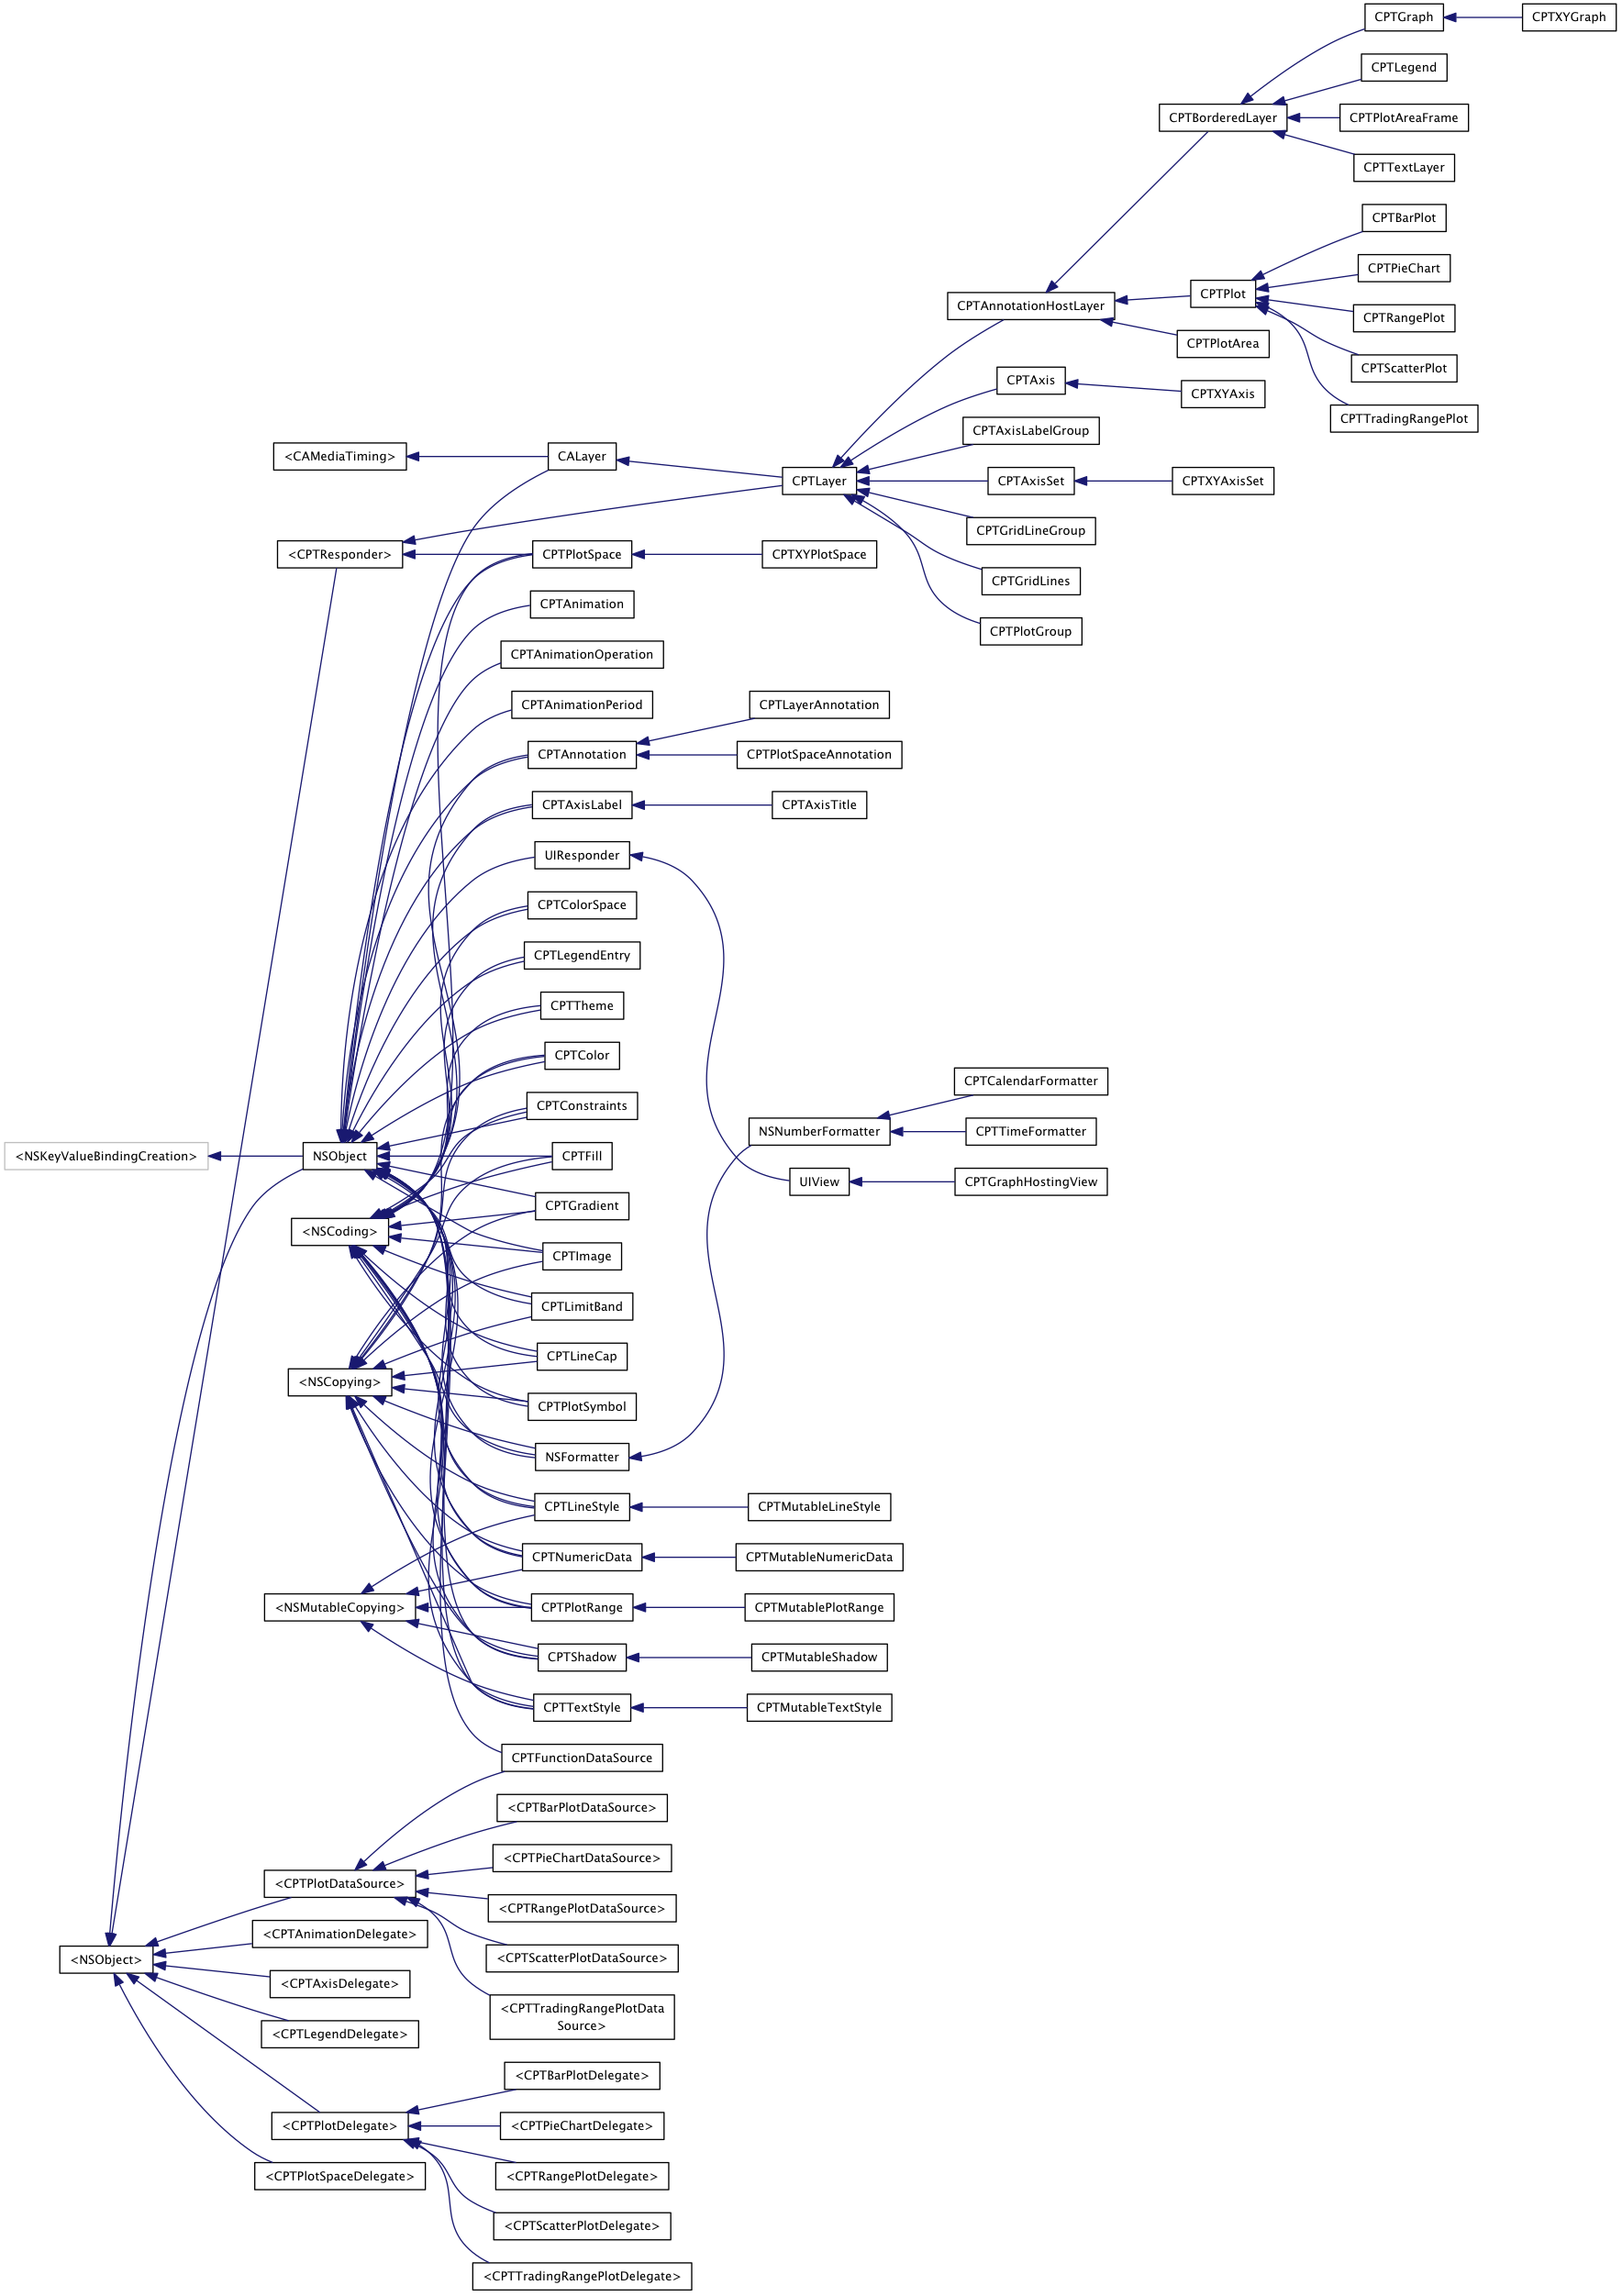 CPTGraph
CPTXYGraph
CPTLegend
CPTBorderedLayer
CPTPlotAreaFrame
CPTTextLayer
CPTBarPlot
CPTPieChart
CPTPlot
CPTAnnotationHostLayer
CPTRangePlot
CPTPlotArea
CPTScatterPlot
CPTAxis
CPTXYAxis
CPTTradingRangePlot
CPTAxisLabelGroup
<CAMediaTiming>
CALayer
CPTLayer
CPTAxisSet
CPTXYAxisSet
CPTGridLineGroup
<CPTResponder>
CPTPlotSpace
CPTXYPlotSpace
CPTGridLines
CPTAnimation
CPTPlotGroup
CPTAnimationOperation
CPTAnimationPeriod
CPTLayerAnnotation
CPTAnnotation
CPTPlotSpaceAnnotation
CPTAxisLabel
CPTAxisTitle
UIResponder
CPTColorSpace
CPTLegendEntry
CPTTheme
CPTColor
CPTCalendarFormatter
CPTConstraints
NSNumberFormatter
CPTTimeFormatter
<NSKeyValueBindingCreation>
NSObject
CPTFill
UIView
CPTGraphHostingView
CPTGradient
<NSCoding>
CPTImage
CPTLimitBand
CPTLineCap
<NSCopying>
CPTPlotSymbol
NSFormatter
CPTLineStyle
CPTMutableLineStyle
CPTNumericData
CPTMutableNumericData
<NSMutableCopying>
CPTPlotRange
CPTMutablePlotRange
CPTShadow
CPTMutableShadow
CPTTextStyle
CPTMutableTextStyle
CPTFunctionDataSource
<CPTBarPlotDataSource>
<CPTPieChartDataSource>
<CPTPlotDataSource>
<CPTRangePlotDataSource>
<CPTAnimationDelegate>
<NSObject>
<CPTScatterPlotDataSource>
<CPTAxisDelegate>
<CPTTradingRangePlotData
Source>
<CPTLegendDelegate>
<CPTBarPlotDelegate>
<CPTPlotDelegate>
<CPTPieChartDelegate>
<CPTPlotSpaceDelegate>
<CPTRangePlotDelegate>
<CPTScatterPlotDelegate>
<CPTTradingRangePlotDelegate>